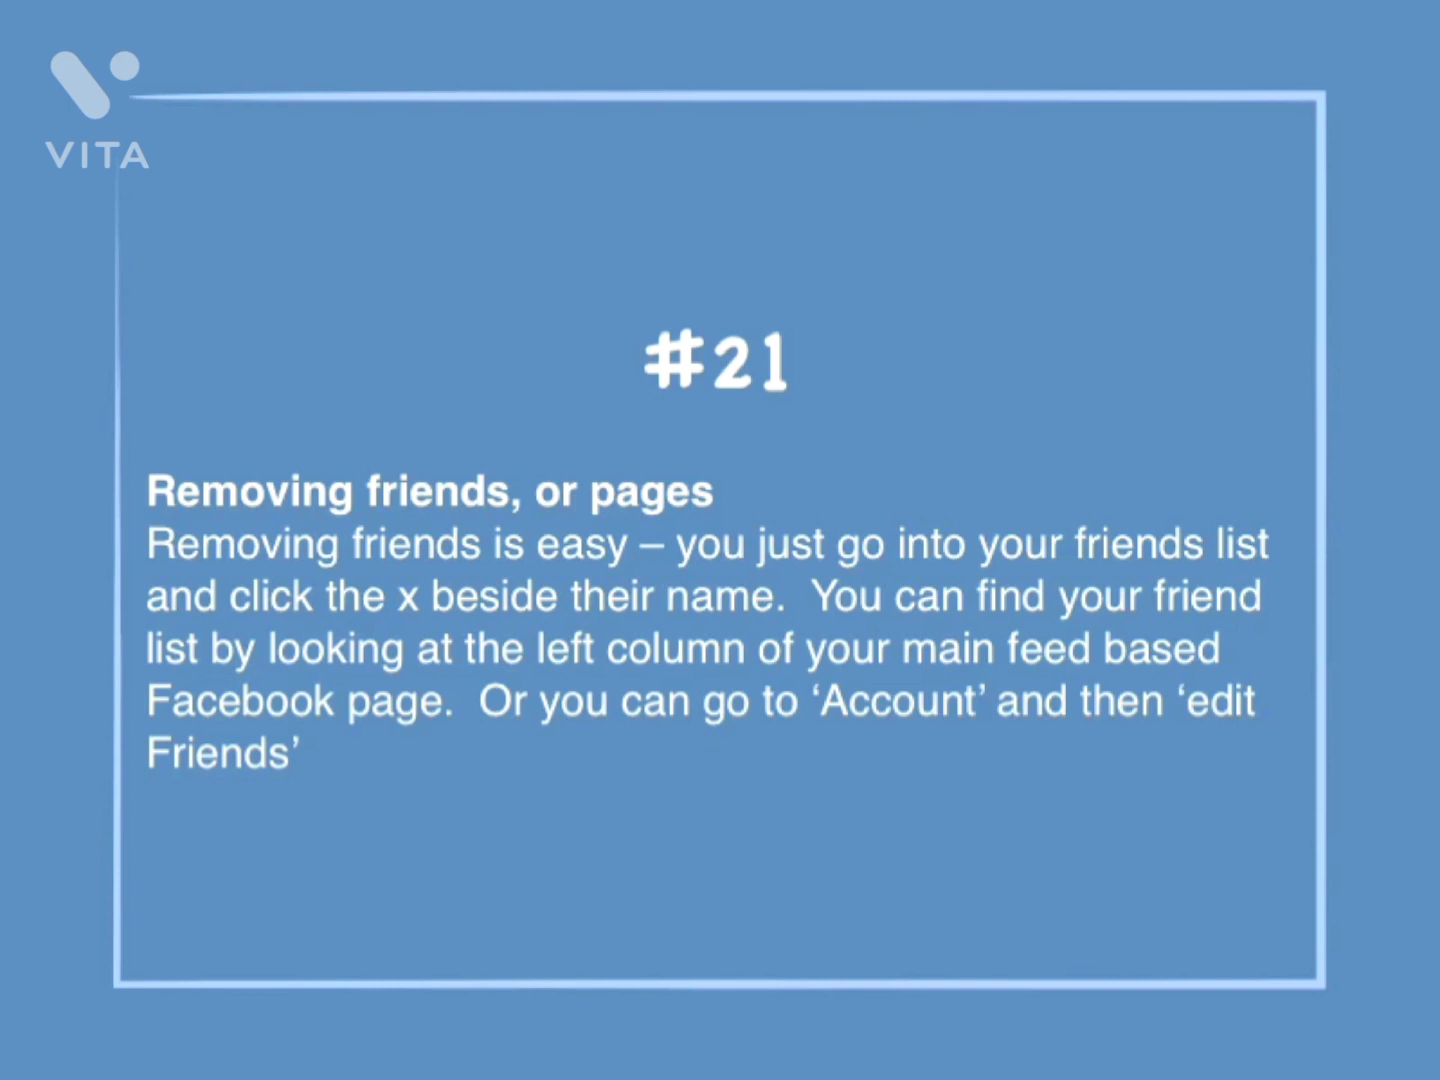 VITA
#21
Removing friends, or pages
Removing friends is easy – you just go into your friends list
and click the x beside their name.  You can find your friend
list by looking at the left column of your main feed based
Facebook page.  Or you can go to ‘Account’ and then ‘edit
Friends’